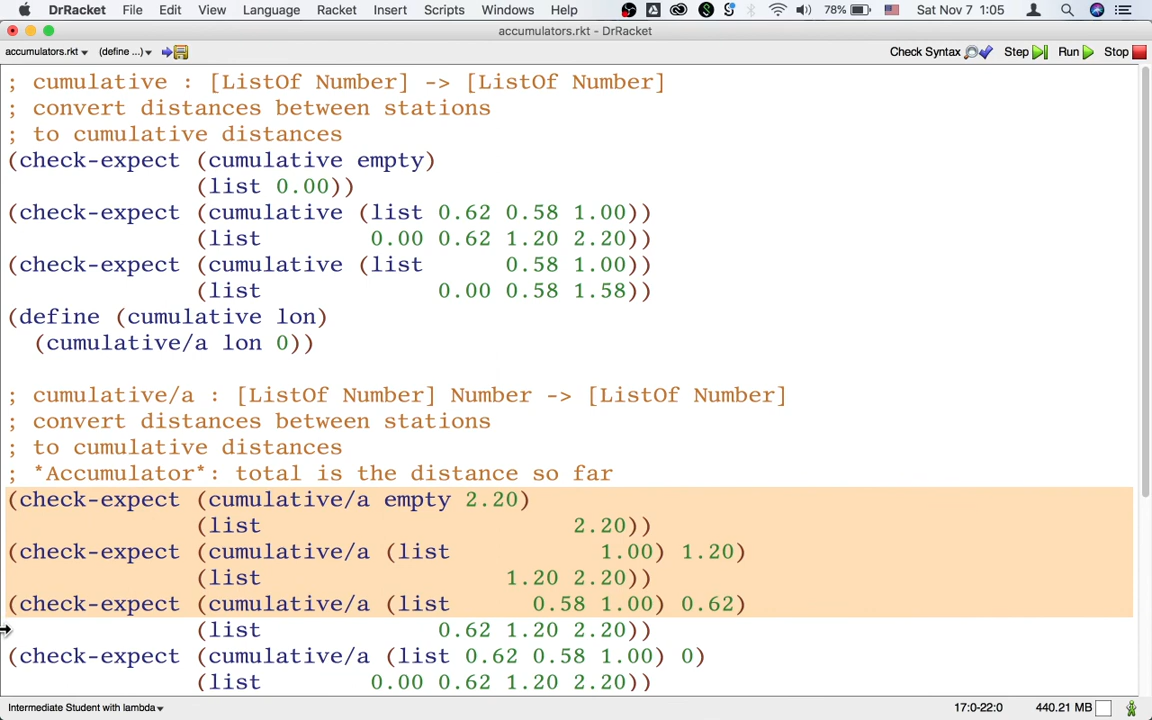 DrRacket File Edit View Language Racket Insert Scripts Windows Help 78% Sat Nov 7 1:05
accumulators.rkt - DrRacket
accumulators.rkt (define ...) Check Syntax Step Run Stop
; cumulative : [ListOf Number] -> [ListOf Number]
; convert distances between stations
; to cumulative distances
(check-expect (cumulative empty)
(list 0.00))
(check-expect (cumulative (list 0.62 0.58 1.00))
(list 0.00 0.62 1.20 2.20))
(check-expect (cumulative (list 0.58 1.00))
(list 0.00 0.58 1.58))
(define (cumulative lon)
(cumulative/a lon 0))
; cumulative/a : [ListOf Number] Number -> [ListOf Number]
; convert distances between stations
; to cumulative distances
; *Accumulator*: total is the distance so far
(check-expect (cumulative/a empty 2.20)
(list 2.20))
(check-expect (cumulative/a (list 1.00) 1.20)
(list 1.20 2.20))
(check-expect (cumulative/a (list 0.58 1.00) 0.62)
(list 0.62 1.20 2.20))
(check-expect (cumulative/a (list 0.62 0.58 1.00) 0)
(list 0.00 0.62 1.20 2.20))
Intermediate Student with lambda 17:0-22:0 440.21 MB